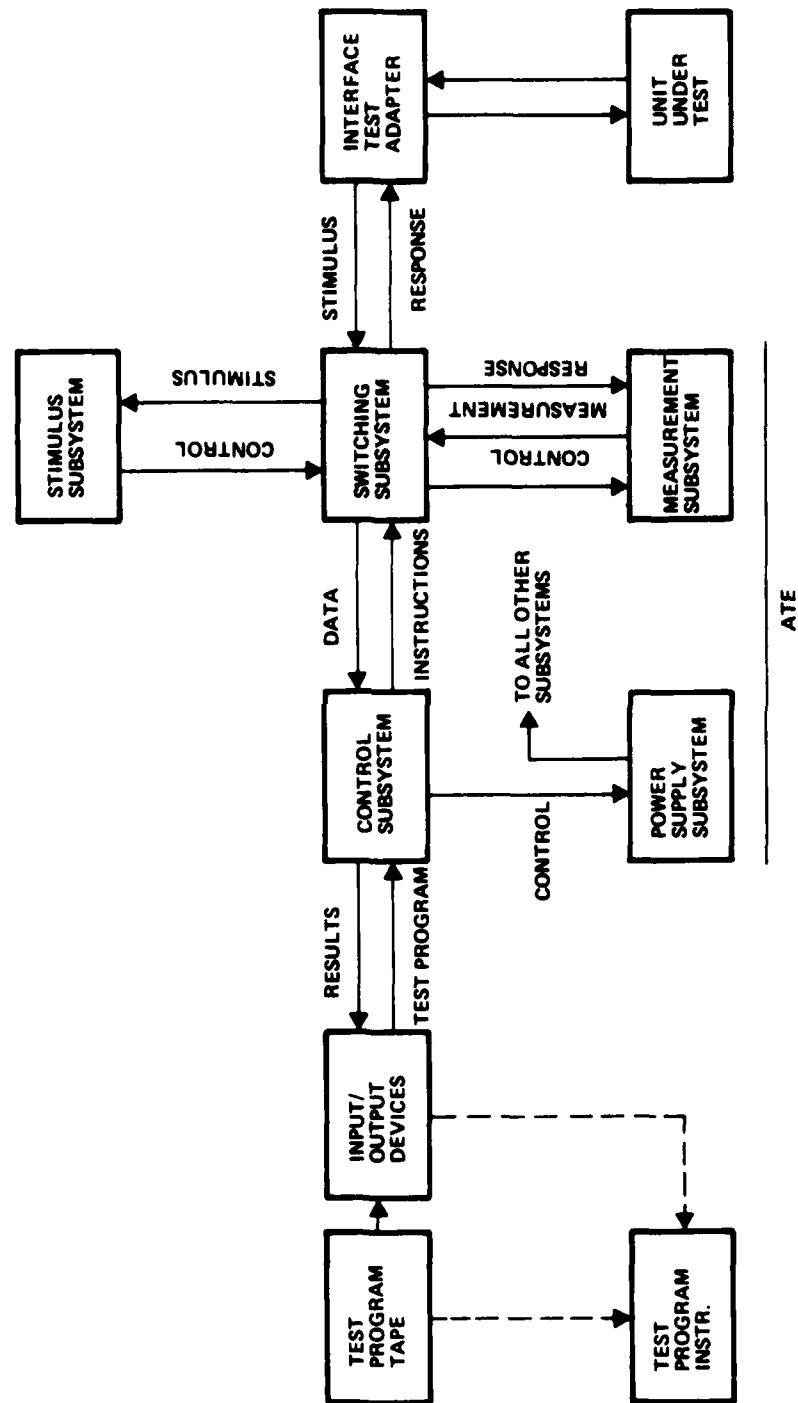 STIMULUS
SUBSYSTEM
CONTROL
STIMULUS
TEST
PROGRAM
TAPE
INPUT/
OUTPUT
DEVICES
RESULTS
TEST PROGRAM
CONTROL
SUBSYSTEM
DATA
INSTRUCTIONS
SWITCHING
SUBSYSTEM
STIMULUS
RESPONSE
INTERFACE
TEST
ADAPTER
CONTROL
MEASUREMENT
RESPONSE
CONTROL
TO ALL OTHER
SUBSYSTEMS
TEST
PROGRAM
INSTR.
POWER
SUPPLY
SUBSYSTEM
MEASUREMENT
SUBSYSTEM
UNIT
UNDER
TEST
ATE